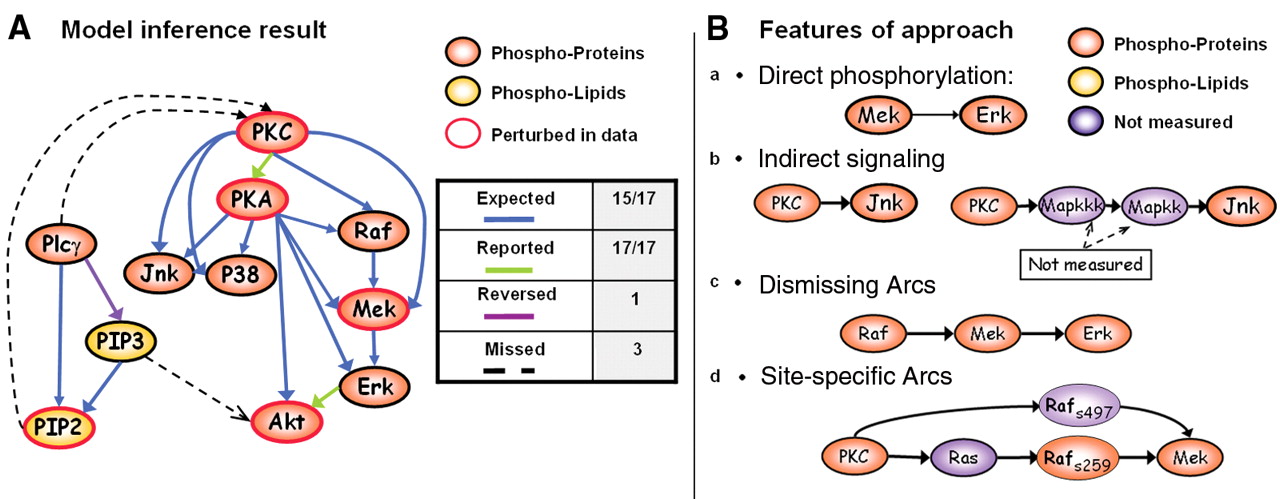 A Model inference result
Phospho-Proteins
Phospho-Lipids
Perturbed in data
PKC
PKA
Raf
Plcγ
Jnk
P38
Mek
PIP3
Erk
Akt
PIP2
Expected 15/17
Reported 17/17
Reversed 1
Missed 3
B Features of approach
Phospho-Proteins
Phospho-Lipids
Not measured
a • Direct phosphorylation:
Mek Erk
b • Indirect signaling
PKC Jnk PKC Mapkkk Mapkk Jnk
Not measured
c • Dismissing Arcs
Raf Mek Erk
d • Site-specific Arcs
Raf s497
PKC Ras Raf s259 Mek